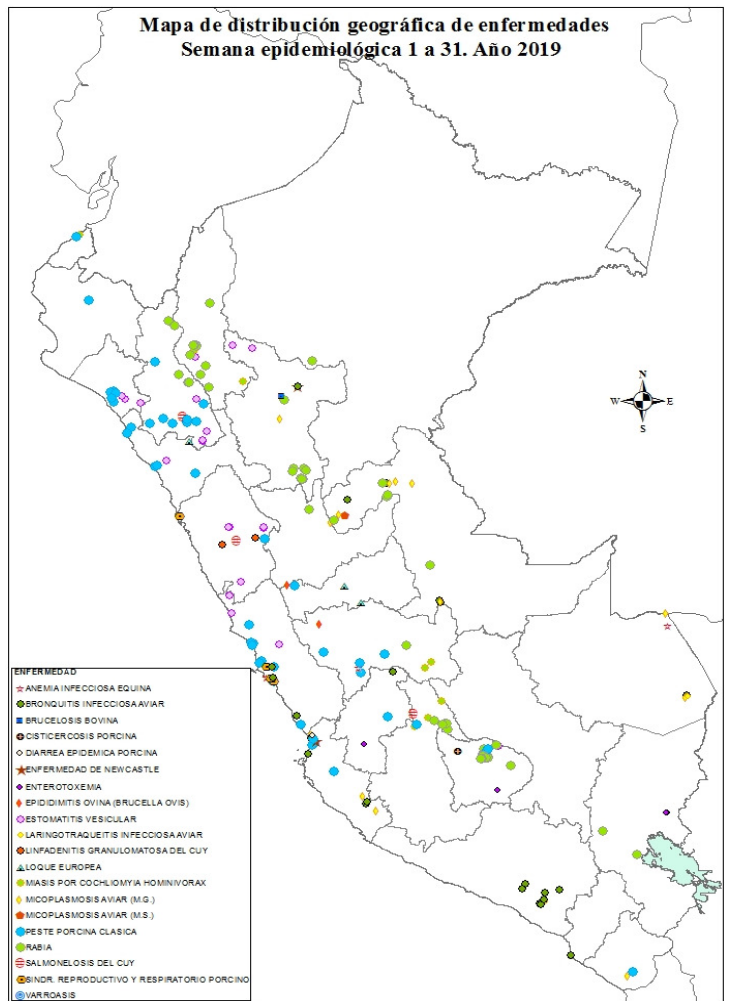 Mapa de distribución geográfica de enfermedades
Semana epidemiológica 1 a 31. Año 2019
N
W E
S
ENFERMEDAD
ANEMIA INFECCIOSA EQUINA
BRONQUITIS INFECCIOSA AVIAR
BRUCELOSIS BOVINA
CISTICERCOSIS PORCINA
DIARREA EPIDEMICA PORCINA
ENFERMEDAD DE NEWCASTLE
ENTEROTOXEMIA
EPIDIDIMITIS OVINA (BRUCELLA OVIS)
ESTOMATITIS VESICULAR
LARINGOTRAQUEITIS INFECCIOSA AVIAR
LINFADENITIS GRANULOMATOSA DEL CUY
LOQUE EUROPEA
MIASIS POR COCHLIOMYIA HOMINIVORAX
MICOPLASMOSIS AVIAR (M.G.)
MICOPLASMOSIS AVIAR (M.S.)
PESTE PORCINA CLASICA
RABIA
SALMONELOSIS DEL CUY
SINDR. REPRODUCTIVO Y RESPIRATORIO PORCINO
VARROASIS